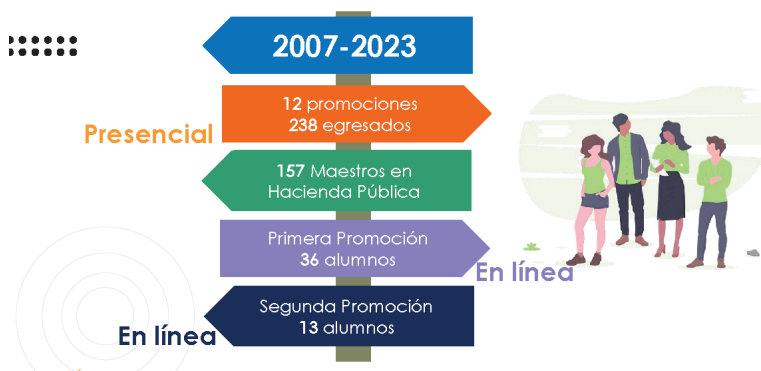 2007-2023
12 promociones
238 egresados
Presencial
157 Maestros en
Hacienda Pública
Primera Promoción
36 alumnos
En línea
Segunda Promoción
13 alumnos
En línea